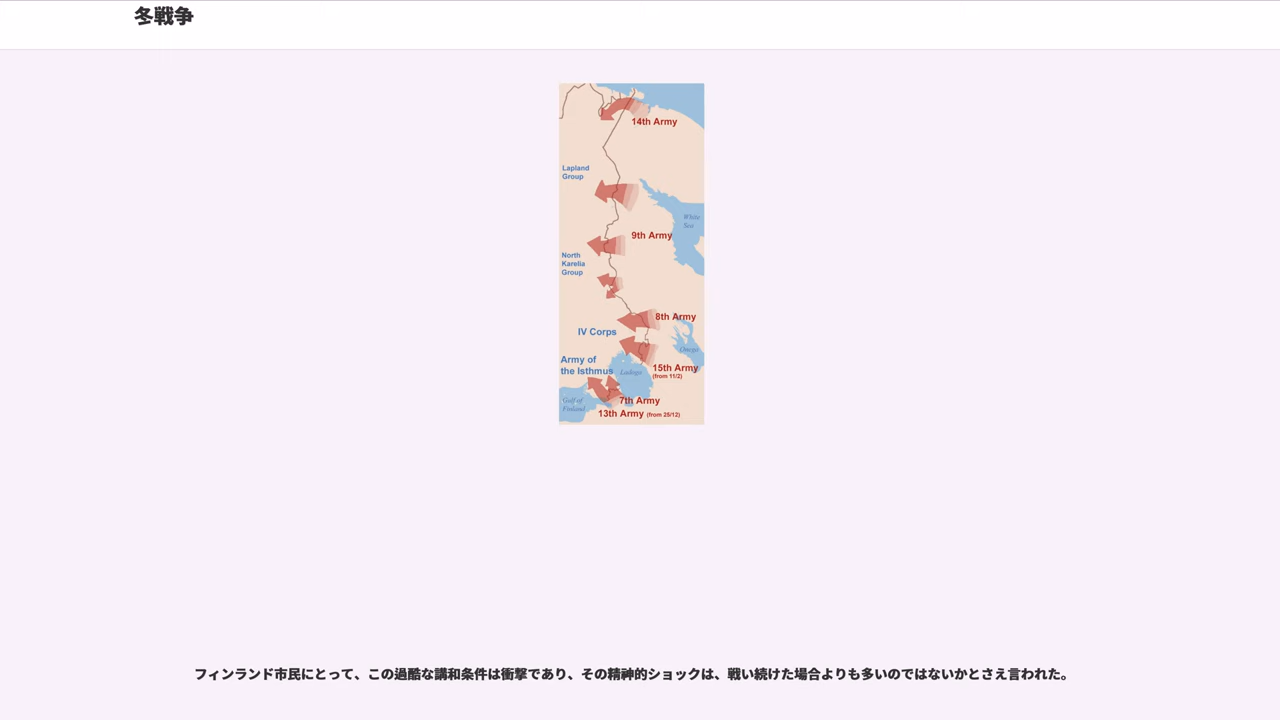 冬戦争
14th Army
Lapland
Group
White
Sea
9th Army
North
Karelia
Group
8th Army
IV Corps
Onega
Army of
the Isthmus
Ladoga
15th Army
(from 11/2)
Gulf of
Finland
7th Army
13th Army (from 25/12)
フィンランド市民にとって、この過酷な講和条件は衝撃であり、その精神的ショックは、戦い続けた場合よりも多いのではないかとさえ言われた。